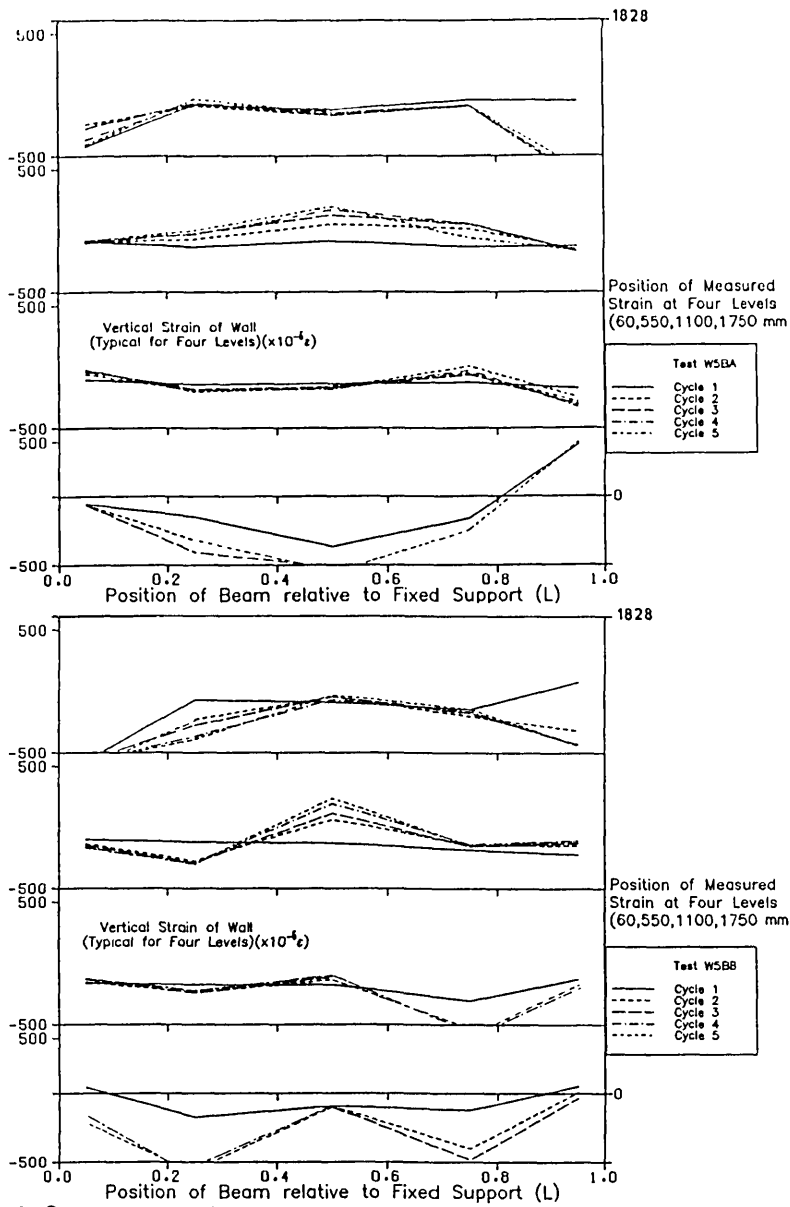 1828
500
-500
500
-500
500
Position of Measured
Strain at Four Levels
(60,550,1100,1750 mm
Vertical Strain of Wall
(Typical for Four Levels)(x10⁻⁶ε)
Test W5BA
Cycle 1
Cycle 2
Cycle 3
Cycle 4
Cycle 5
-500
500
0
-500
0.0 0.2 0.4 0.6 0.8 1.0
Position of Beam relative to Fixed Support (L)
1828
500
-500
500
-500
500
Position of Measured
Strain at Four Levels
(60,550,1100,1750 mm
Vertical Strain of Wall
(Typical for Four Levels)(x10⁻⁶ε)
Test W5BB
Cycle 1
Cycle 2
Cycle 3
Cycle 4
Cycle 5
-500
500
0
-500
0.0 0.2 0.4 0.6 0.8 1.0
Position of Beam relative to Fixed Support (L)